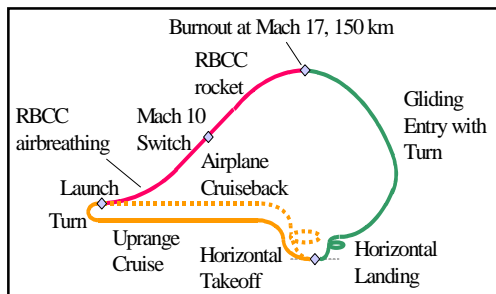 Burnout at Mach 17, 150 km
RBCC
rocket
RBCC
airbreathing
Mach 10
Switch
Gliding
Entry with
Turn
Airplane
Cruiseback
Launch
Turn
Uprange
Cruise
Horizontal
Takeoff
Horizontal
Landing